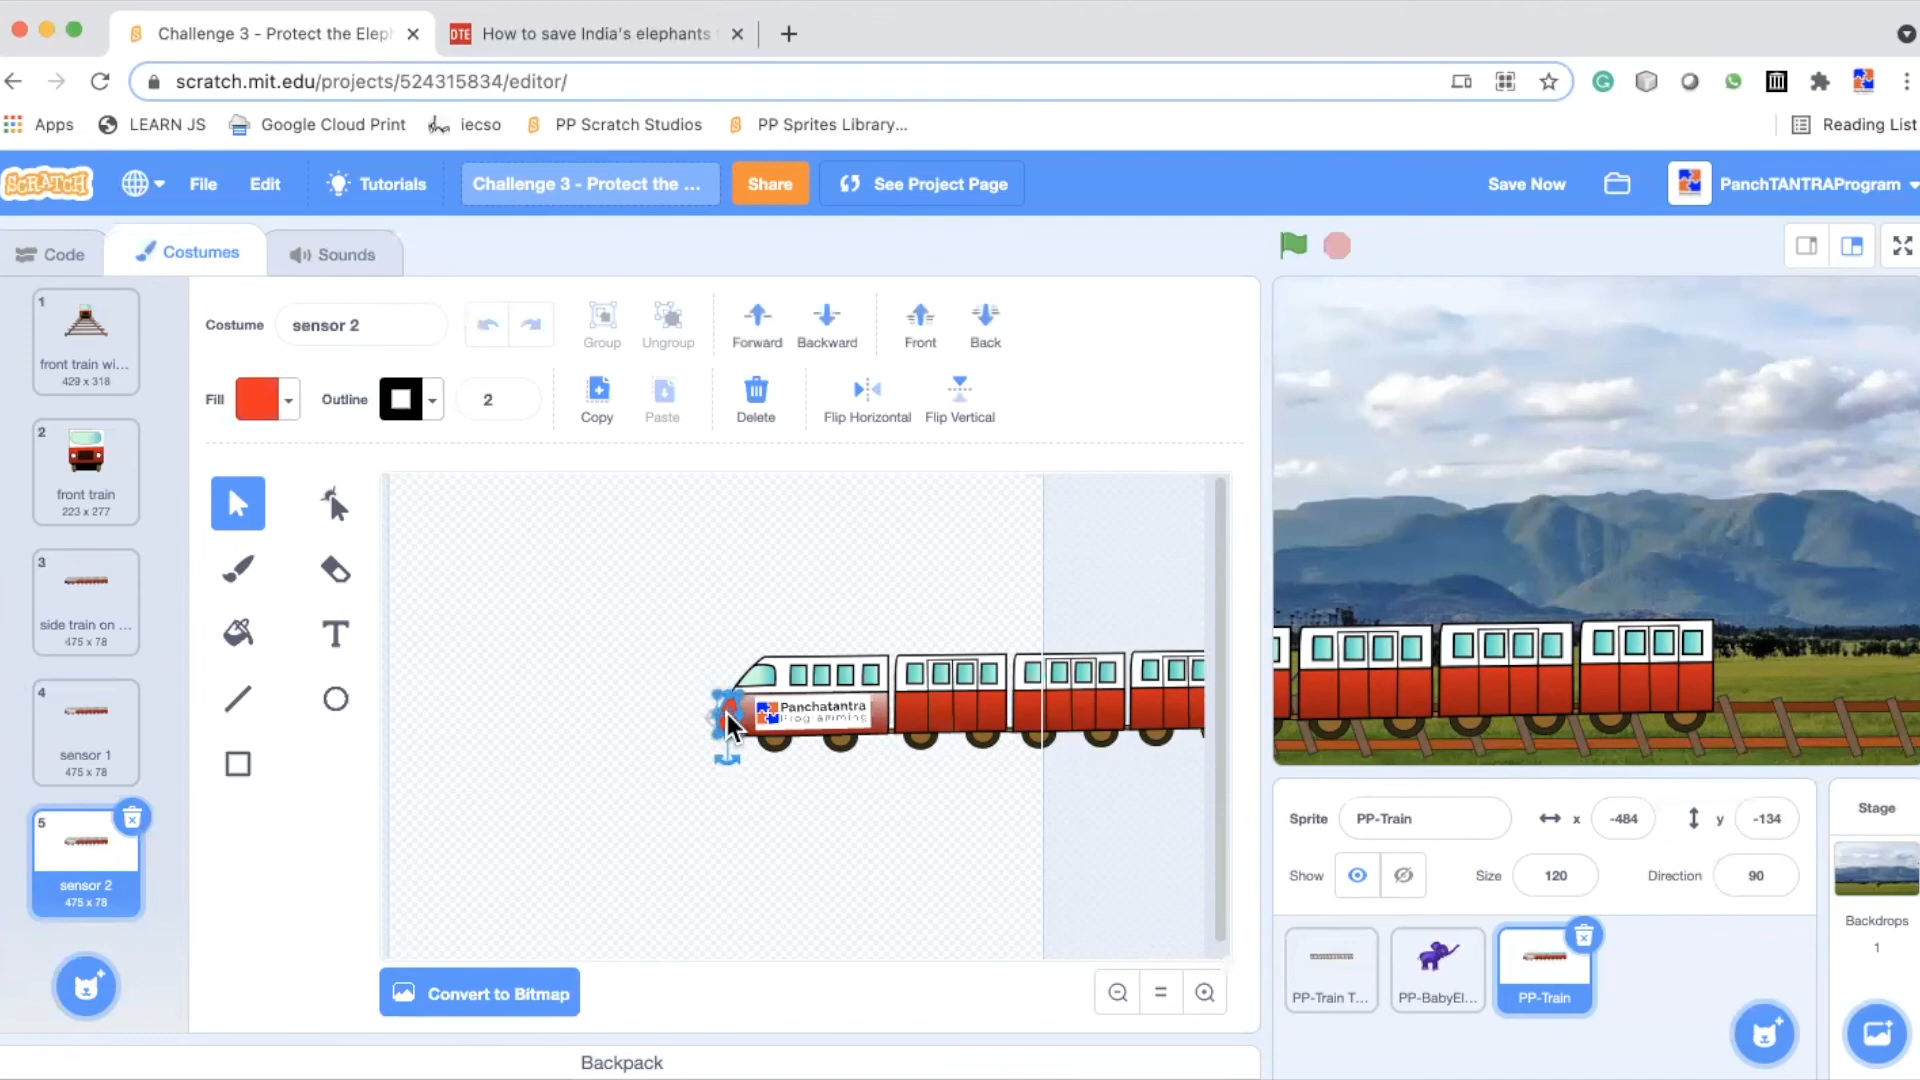 Challenge 3 - Protect the Elep
DTE
How to save India's elephants
scratch.mit.edu/projects/524315834/editor/
Apps
LEARN JS
Google Cloud Print
iecso
PP Scratch Studios
PP Sprites Library...
Reading List
SCRATCH
File
Edit
Tutorials
Challenge 3 - Protect the ...
Share
See Project Page
Save Now
PanchTANTRAProgram
Code
Costumes
Sounds
1
front train wi...
429 x 318
2
front train
223 x 277
3
side train on ...
475 x 78
4
sensor 1
475 x 78
5
sensor 2
475 x 78
Costume
sensor 2
Group
Ungroup
Forward
Backward
Front
Back
Fill
Outline
2
Copy
Paste
Delete
Flip Horizontal
Flip Vertical
T
Panchatantra
Programming
Convert to Bitmap
Backpack
Sprite
PP-Train
x
-484
y
-134
Show
Size
120
Direction
90
PP-Train T...
PP-BabyEl...
PP-Train
Stage
Backdrops
1